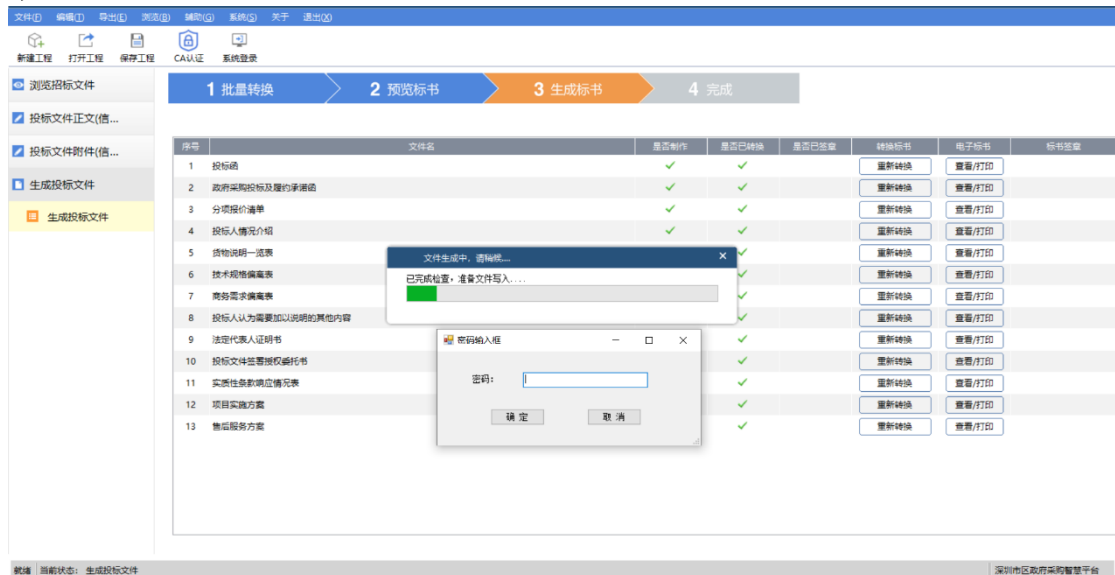 文件(F) 编辑(I) 导出(E) 浏览(B) 辅助(G) 系统(S) 关于 退出(X)
新建工程 打开工程 保存工程 CA认证 系统登录
浏览招标文件
投标文件正文(信...
投标文件附件(信...
生成投标文件
生成投标文件
1 批量转换 2 预览标书 3 生成标书 4 完成
序号 文件名 是否制作 是否已转换 是否已签章 转换标书 电子标书 标书签章
1 投标函 重新转换 查看/打印
2 政府采购投标及履约承诺函 重新转换 查看/打印
3 分项报价清单 重新转换 查看/打印
4 投标人情况介绍 重新转换 查看/打印
5 货物说明一览表 重新转换 查看/打印
6 技术规格偏离表 重新转换 查看/打印
7 商务需求偏离表 重新转换 查看/打印
8 投标人认为需要加以说明的其他内容 重新转换 查看/打印
9 法定代表人证明书 重新转换 查看/打印
10 投标文件签署授权委托书 重新转换 查看/打印
11 实质性条款响应情况表 重新转换 查看/打印
12 项目实施方案 重新转换 查看/打印
13 售后服务方案 重新转换 查看/打印
文件生成中，请稍候....
已完成检查，准备文件写入....
密码输入框
密码：
确 定 取 消
就绪 当前状态： 生成投标文件 深圳市区政府采购智慧平台